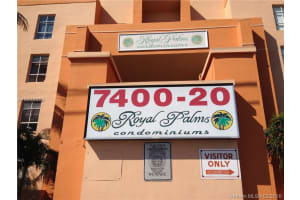 Royal Palms
condominiums
7400-20
Royal Palms
condominiums
VISITOR
ONLY